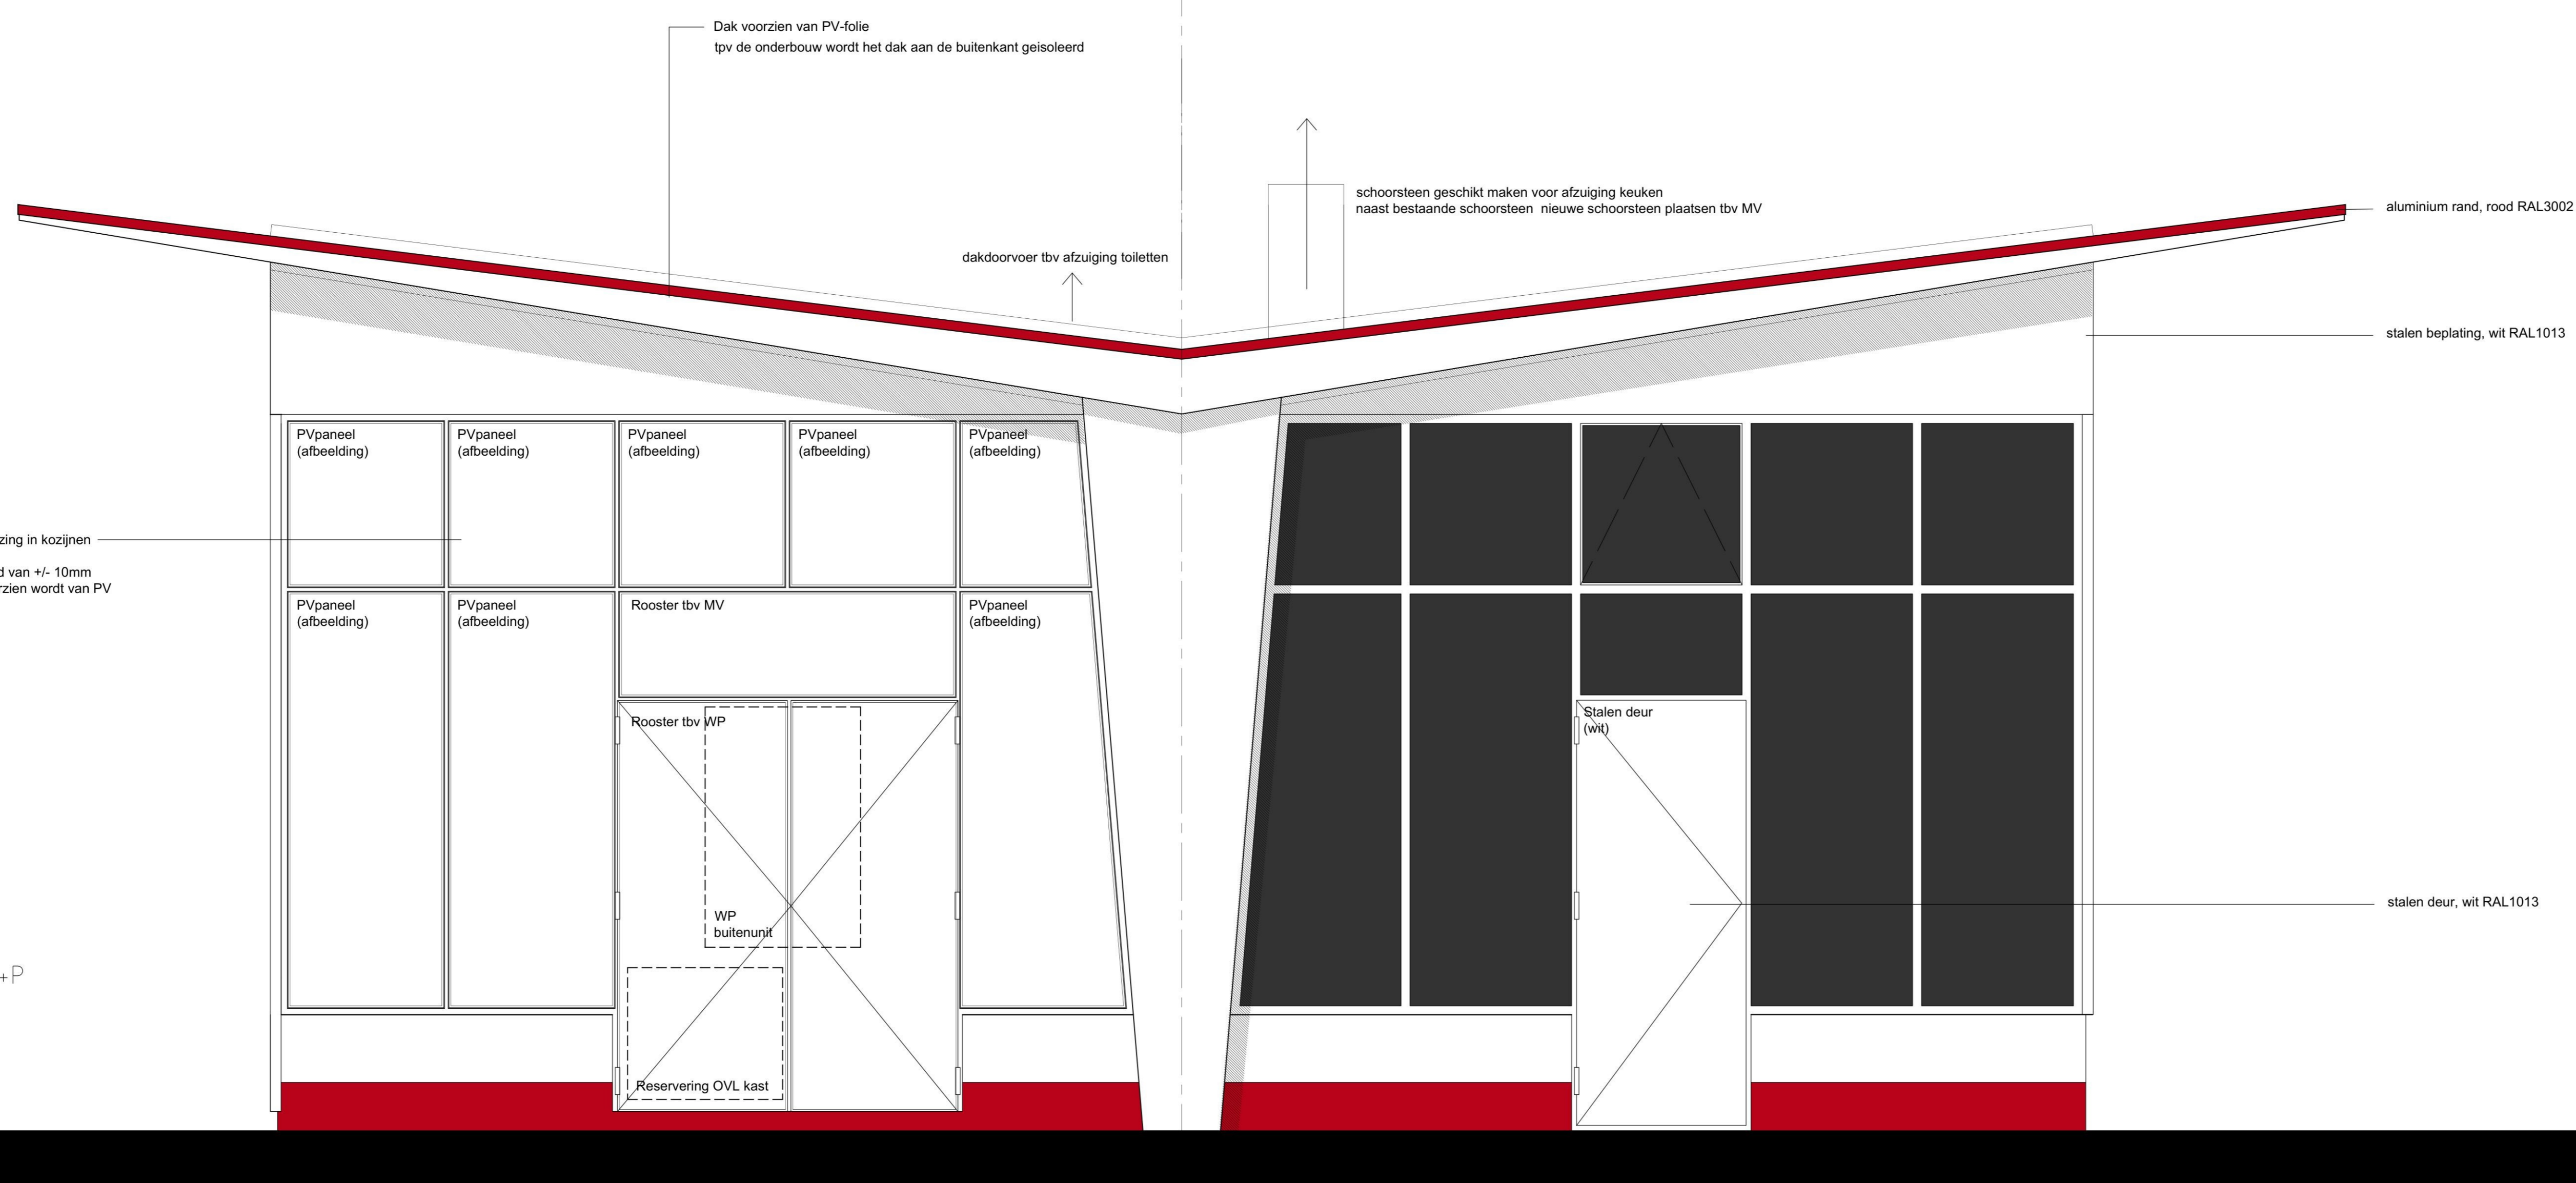 Dak voorzien van PV-folie
tpv de onderbouw wordt het dak aan de buitenkant geisoleerd
schoorsteen geschikt maken voor afzuiging keuken
naast bestaande schoorsteen nieuwe schoorsteen plaatsen tbv MV
aluminium rand, rood RAL3002
dakdoorvoer tbv afzuiging toiletten
stalen beplating, wit RAL1013
PVpaneel
(afbeelding)
PVpaneel
(afbeelding)
PVpaneel
(afbeelding)
PVpaneel
(afbeelding)
PVpaneel
(afbeelding)
in kozijnen
van +/- 10mm
wordt van PV
PVpaneel
(afbeelding)
PVpaneel
(afbeelding)
Rooster tbv MV
PVpaneel
(afbeelding)
Rooster tbv WP
Stalen deur
(wit)
WP
buitenunit
stalen deur, wit RAL1013
+P
Reservering OVL kast